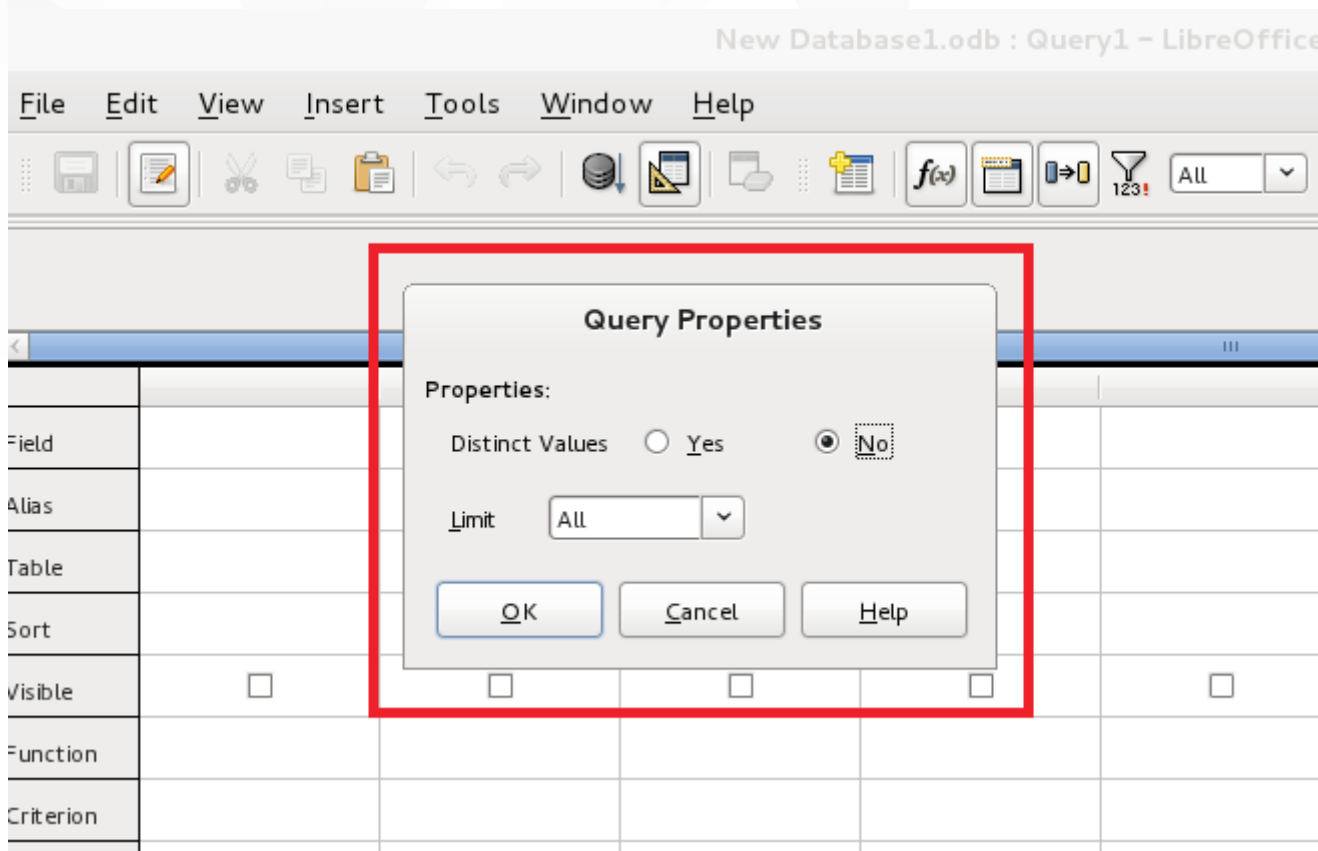 New Database1.odb : Query1 – LibreOffice
File Edit View Insert Tools Window Help
f(x) 123! All
Query Properties
Properties:
Distinct Values Yes No
Limit All
OK Cancel Help
Field
Alias
Table
Sort
Visible
Function
Criterion